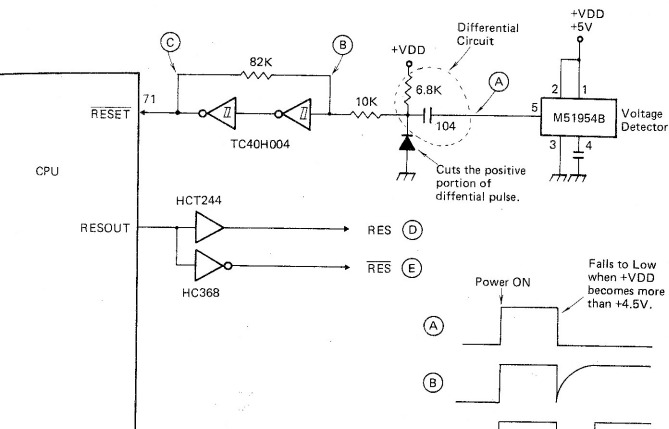 +VDD
+5V
Differential
Circuit
C
B
+VDD
A
82K
6.8K
2
1
71
10K
5
M51954B
Voltage
Detector
RESET
104
3
4
TC40H004
CPU
Cuts the positive
portion of
diffential pulse.
HCT244
RESOUT
RES
D
RES
E
HC368
Falls to Low
when +VDD
becomes more
than +4.5V.
Power ON
A
B